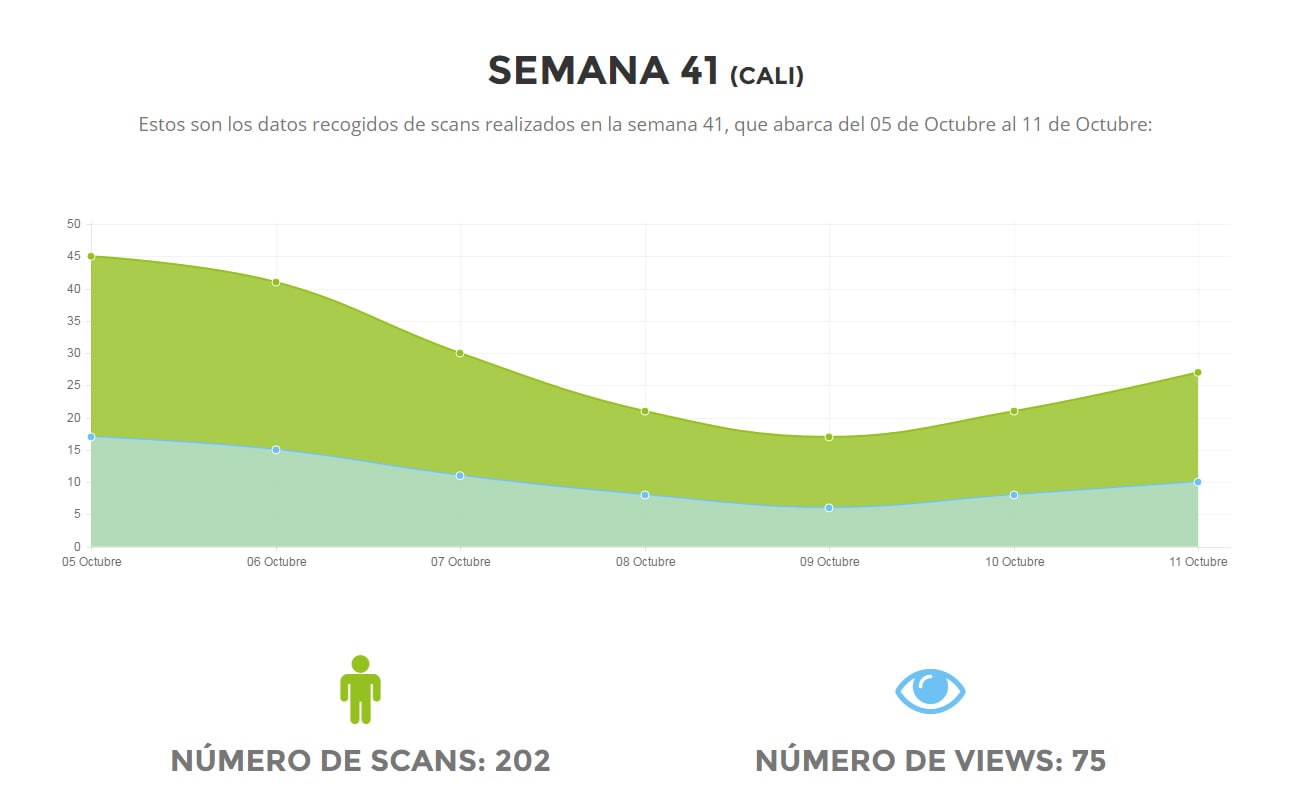 SEMANA 41 (CALI)
Estos son los datos recogidos de scans realizados en la semana 41, que abarca del 05 de Octubre al 11 de Octubre:
50
45
40
35
30
25
20
15
10
5
0
05 Octubre 06 Octubre 07 Octubre 08 Octubre 09 Octubre 10 Octubre 11 Octubre
NÚMERO DE SCANS: 202 NÚMERO DE VIEWS: 75